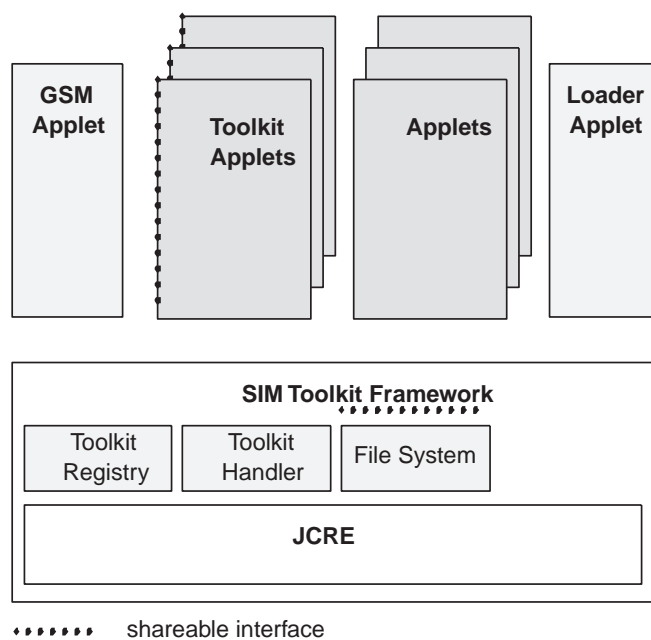 GSM
Applet
Toolkit
Applets
Applets
Loader
Applet
SIM Toolkit Framework
Toolkit
Registry
Toolkit
Handler
File System
JCRE
shareable interface